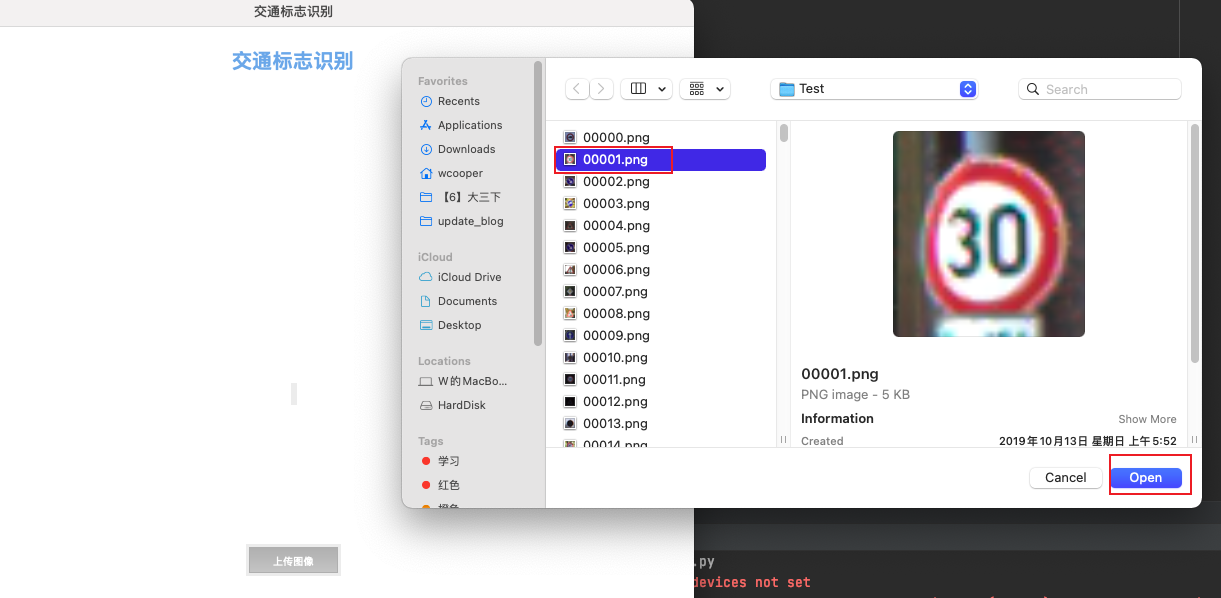 交通标志识别
交通标志识别
Favorites
Recents
Applications
Downloads
wcooper
【6】大三下
update_blog
iCloud
iCloud Drive
Documents
Desktop
Locations
W的MacBo...
HardDisk
Tags
学习
红色
橙色
Test
Search
00000.png
00001.png
00002.png
00003.png
00004.png
00005.png
00006.png
00007.png
00008.png
00009.png
00010.png
00011.png
00012.png
00013.png
00014.png
30
00001.png
PNG image - 5 KB
Information
Show More
Created
2019年10月13日 星期日 上午5:52
Cancel
Open
上传图像
.py
devices not set